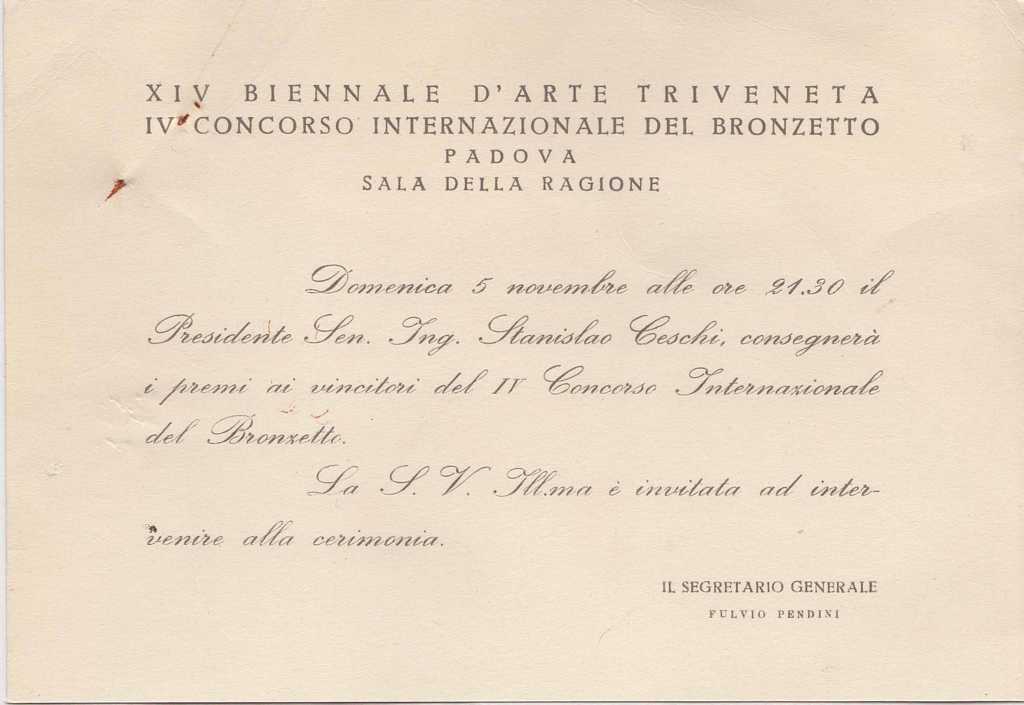 XIV BIENNALE D'ARTE TRIVENETA
IV CONCORSO INTERNAZIONALE DEL BRONZETTO
PADOVA
SALA DELLA RAGIONE
Domenica 5 novembre alle ore 21.30 il
Presidente Sen. Ing. Stanislao Ceschi, consegnerà
i premi ai vincitori del IV Concorso Internazionale
del Bronzetto.
La S. V. Ill.ma è invitata ad inter-
venire alla cerimonia.
IL SEGRETARIO GENERALE
FULVIO PENDINI